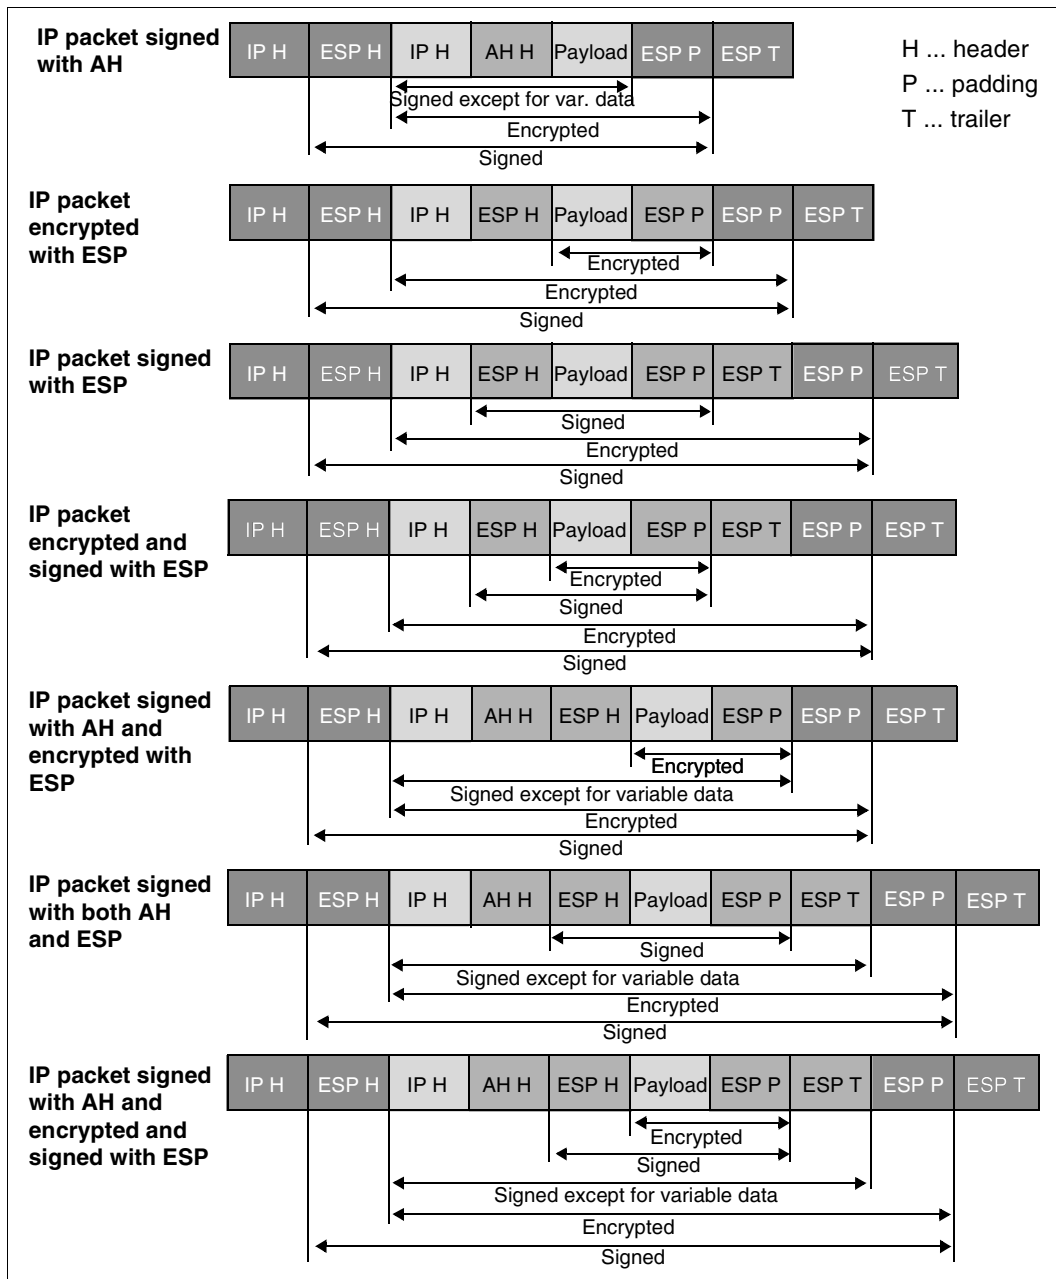 IP packet signed
with AH
IP H ESP H IP H AH H Payload ESP P ESP T
H ... header
P ... padding
T ... trailer
Signed except for var. data
Encrypted
Signed
IP packet
encrypted
with ESP
IP H ESP H IP H ESP H Payload ESP P ESP P ESP T
Encrypted
Encrypted
Signed
IP packet signed
with ESP
IP H ESP H IP H ESP H Payload ESP P ESP T ESP P ESP T
Signed
Encrypted
Signed
IP packet
encrypted and
signed with ESP
IP H ESP H IP H ESP H Payload ESP P ESP T ESP P ESP T
Encrypted
Signed
Encrypted
Signed
IP packet signed
with AH and
encrypted with
ESP
IP H ESP H IP H AH H ESP H Payload ESP P ESP P ESP T
Encrypted
Signed except for variable data
Encrypted
Signed
IP packet signed
with both AH
and ESP
IP H ESP H IP H AH H ESP H Payload ESP P ESP T ESP P ESP T
Signed
Signed except for variable data
Encrypted
Signed
IP packet signed
with AH and
encrypted and
signed with ESP
IP H ESP H IP H AH H ESP H Payload ESP P ESP T ESP P ESP T
Encrypted
Signed
Signed except for variable data
Encrypted
Signed